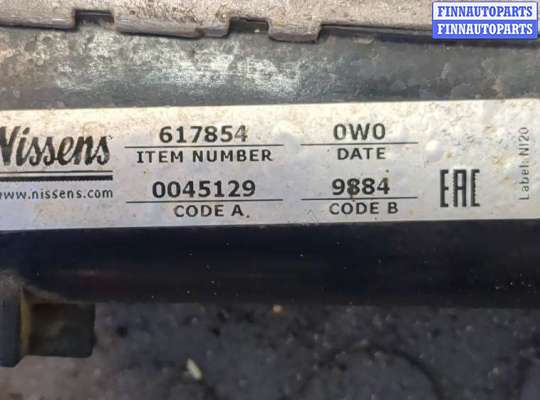 FINNAUTOPARTS
FINNAUTOPARTS
Nissens
www.nissens.com
617854
ITEM NUMBER
0W0
DATE
0045129
CODE A
9884
CODE B
EAC
Label: NI20